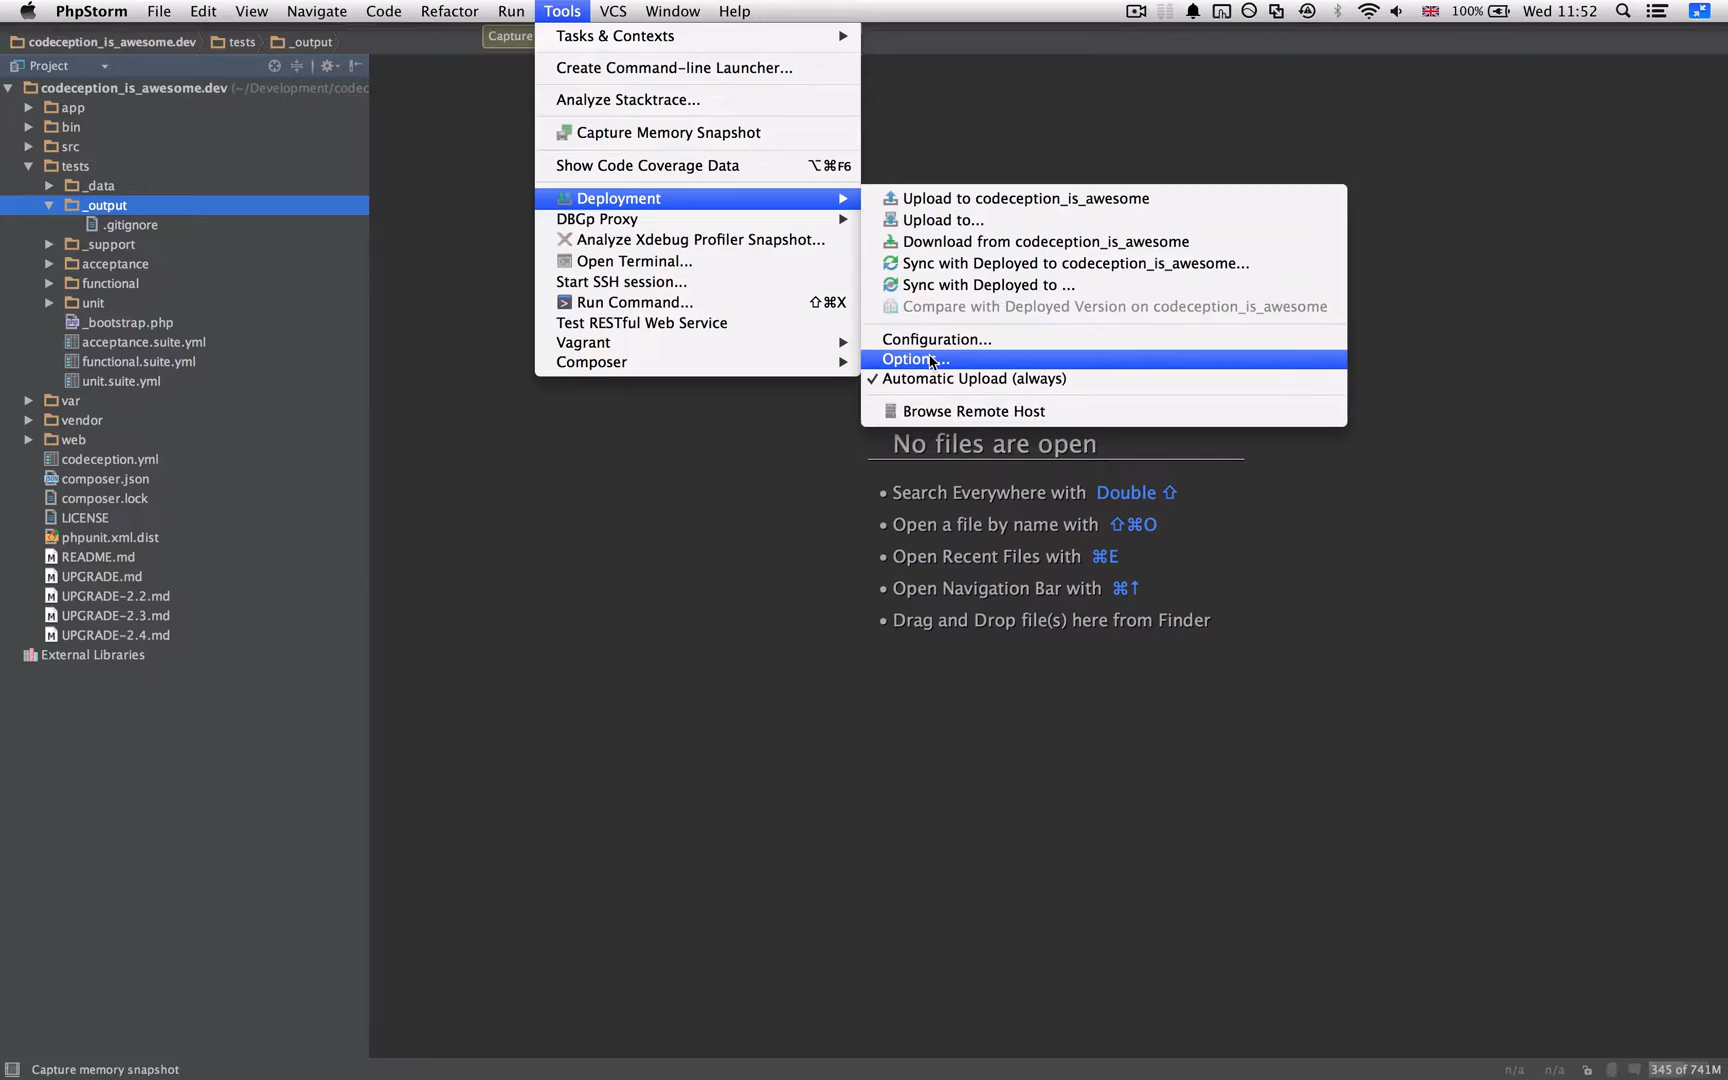 PhpStorm File Edit View Navigate Code Refactor Run Tools VCS Window Help 100% Wed 11:52
codeception_is_awesome.dev tests _output Capture
Project
codeception_is_awesome.dev (~/Development/codec
app
bin
src
tests
_data
_output
.gitignore
_support
acceptance
functional
unit
_bootstrap.php
acceptance.suite.yml
functional.suite.yml
unit.suite.yml
var
vendor
web
codeception.yml
composer.json
composer.lock
LICENSE
phpunit.xml.dist
README.md
UPGRADE.md
UPGRADE-2.2.md
UPGRADE-2.3.md
UPGRADE-2.4.md
External Libraries
Tasks & Contexts
Create Command-line Launcher...
Analyze Stacktrace...
Capture Memory Snapshot
Show Code Coverage Data ⌥⌘F6
Deployment
DBGp Proxy
Analyze Xdebug Profiler Snapshot...
Open Terminal...
Start SSH session...
Run Command... ⇧⌘X
Test RESTful Web Service
Vagrant
Composer
Upload to codeception_is_awesome
Upload to...
Download from codeception_is_awesome
Sync with Deployed to codeception_is_awesome...
Sync with Deployed to ...
Compare with Deployed Version on codeception_is_awesome
Configuration...
Option...
✓ Automatic Upload (always)
Browse Remote Host
No files are open
• Search Everywhere with Double ⇧
• Open a file by name with ⇧⌘O
• Open Recent Files with ⌘E
• Open Navigation Bar with ⌘↑
• Drag and Drop file(s) here from Finder
Capture memory snapshot n/a n/a 345 of 741M